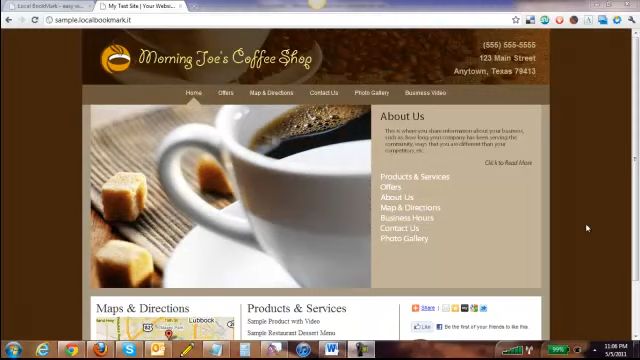 Local BookMark - easy w...
My Test Site | Your Websi...
sample.localbookmark.it
Morning Joe's Coffee Shop
(555) 555-5555
123 Main Street
Anytown, Texas 79413
Home
Offers
Map & Directions
Contact Us
Photo Gallery
Business Video
About Us
This is where you share information about your business,
such as how long your company has been serving the
community, ways that you are different than your
competitors, etc.
Click to Read More
Products & Services
Offers
About Us
Map & Directions
Business Hours
Contact Us
Photo Gallery
Maps & Directions
Lubbock
82
Products & Services
Sample Product with Video
Sample Restaurant Dessert Menu
Share
Like
Be the first of your friends to like this.
99%
11:06 PM
5/5/2011